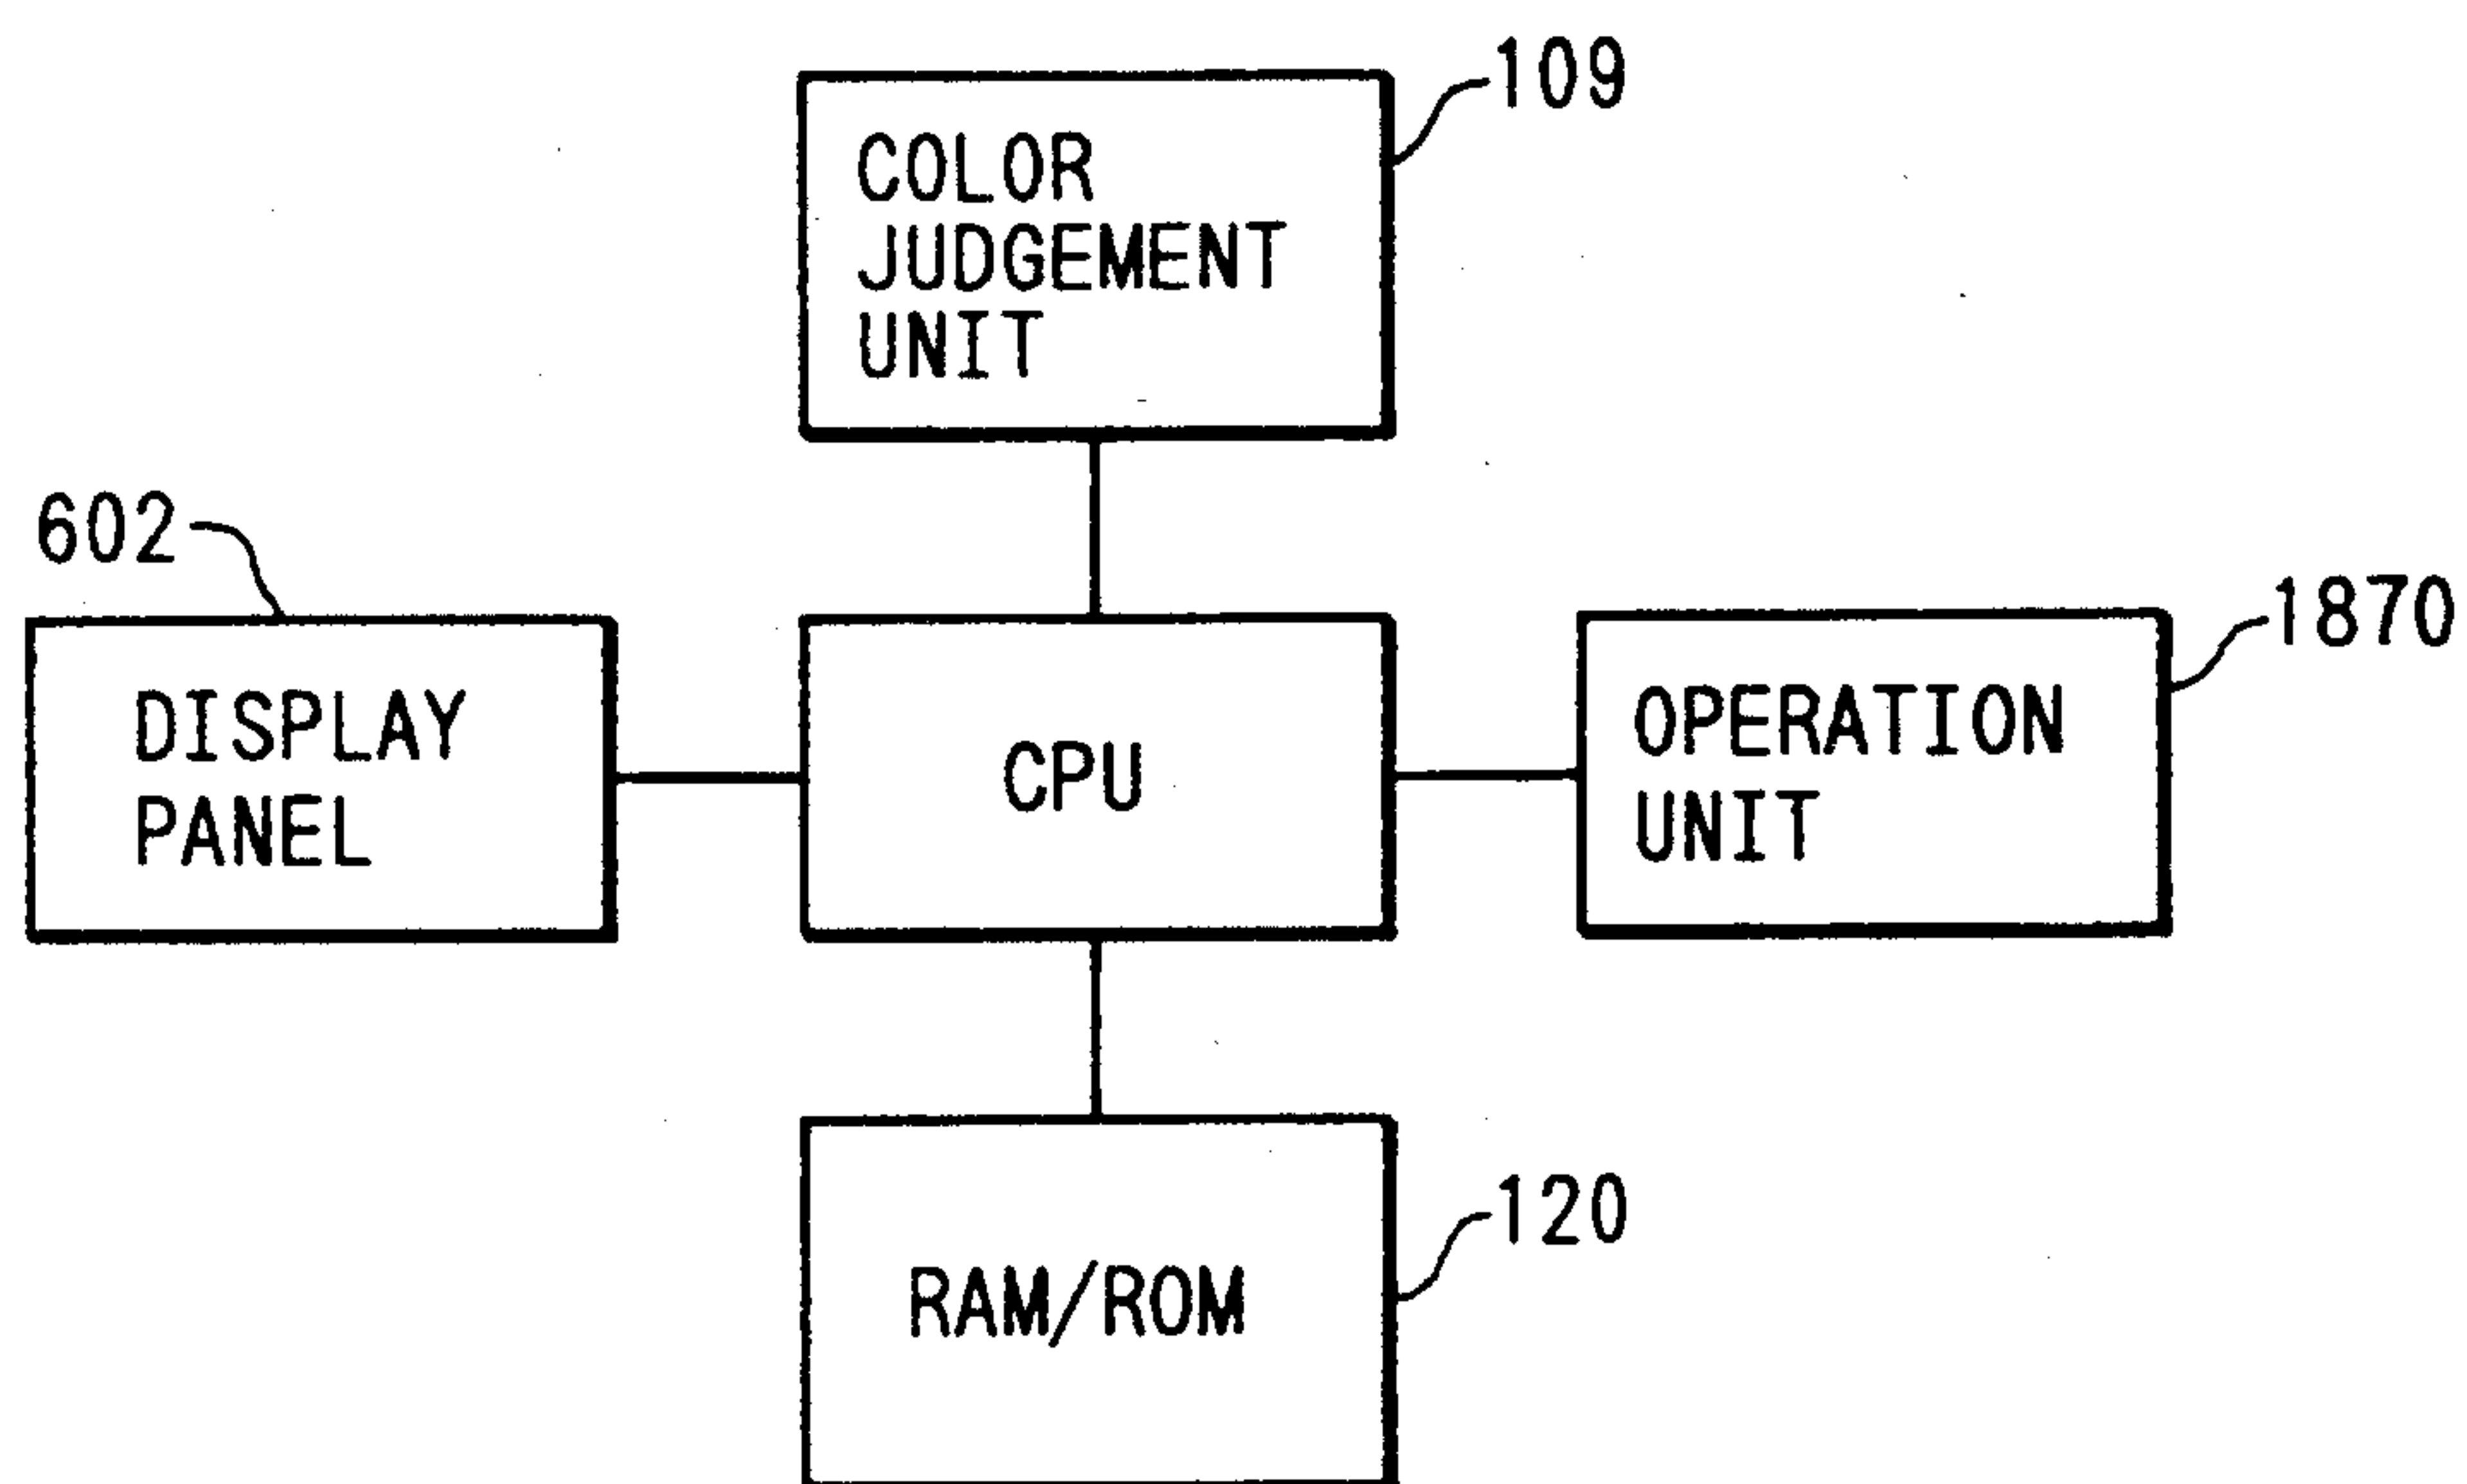 109
COLOR
JUDGEMENT
UNIT
602
1870
DISPLAY
PANEL
CPU
OPERATION
UNIT
120
RAM/ROM